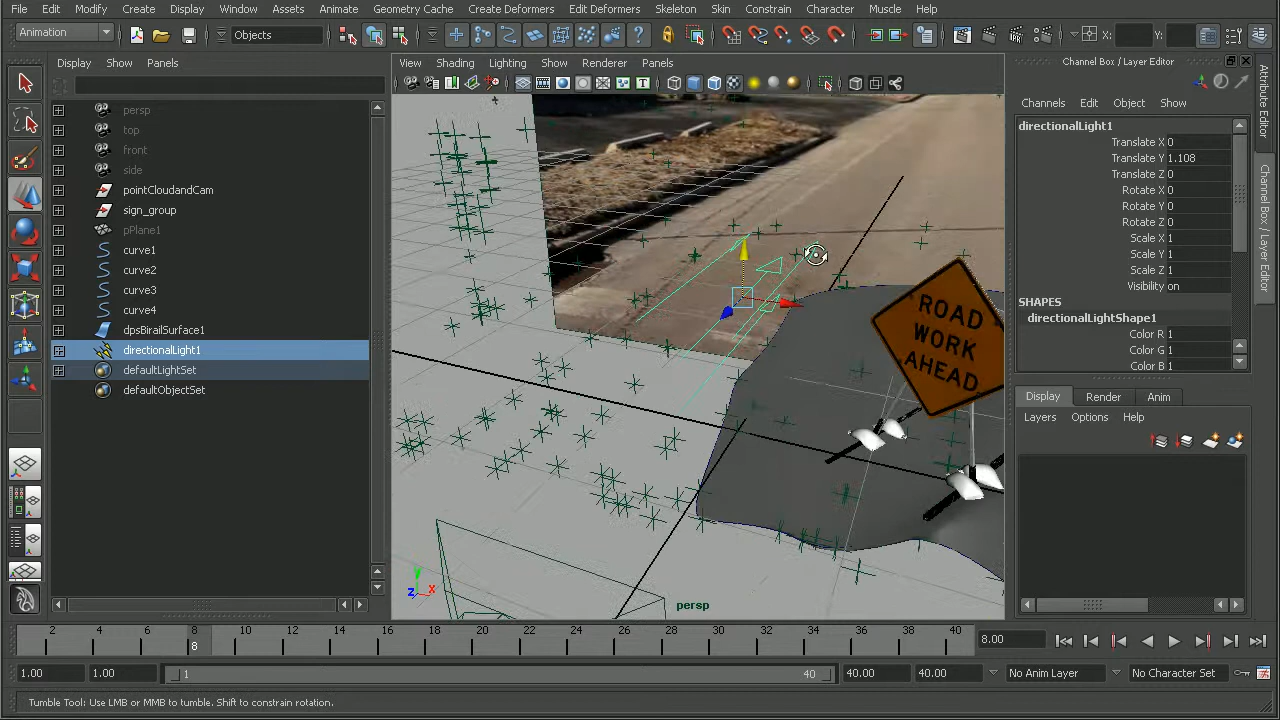 File Edit Modify Create Display Window Assets Animate Geometry Cache Create Deformers Edit Deformers Skeleton Skin Constrain Character Muscle Help
Animation Objects X: Y:
Display Show Panels
View Shading Lighting Show Renderer Panels
Channel Box / Layer Editor
Channels Edit Object Show
persp
top
front
side
pointCloudandCam
sign_group
pPlane1
curve1
curve2
curve3
curve4
dpsBirailSurface1
directionalLight1
defaultLightSet
defaultObjectSet
ROAD
WORK
AHEAD
Y
Z X
persp
directionalLight1
Translate X 0
Translate Y 1.108
Translate Z 0
Rotate X 0
Rotate Y 0
Rotate Z 0
Scale X 1
Scale Y 1
Scale Z 1
Visibility on
SHAPES
directionalLightShape1
Color R 1
Color G 1
Color B 1
Display Render Anim
Layers Options Help
Attribute Editor
Channel Box / Layer Editor
2 4 6 8 10 12 14 16 18 20 22 24 26 28 30 32 34 36 38 40
8
8.00
1.00 1.00 1 40 40.00 40.00 No Anim Layer No Character Set
Tumble Tool: Use LMB or MMB to tumble. Shift to constrain rotation.